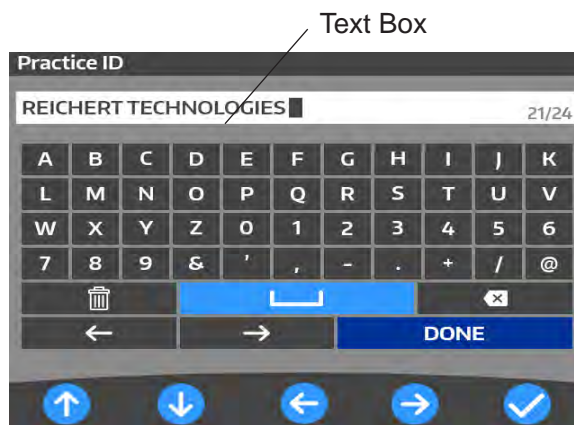 Text Box
Practice ID
REICHERT TECHNOLOGIES
21/24
A B C D E F G H I J K
L M N O P Q R S T U V
W X Y Z 0 1 2 3 4 5 6
7 8 9 & ' , - . + / @
DONE